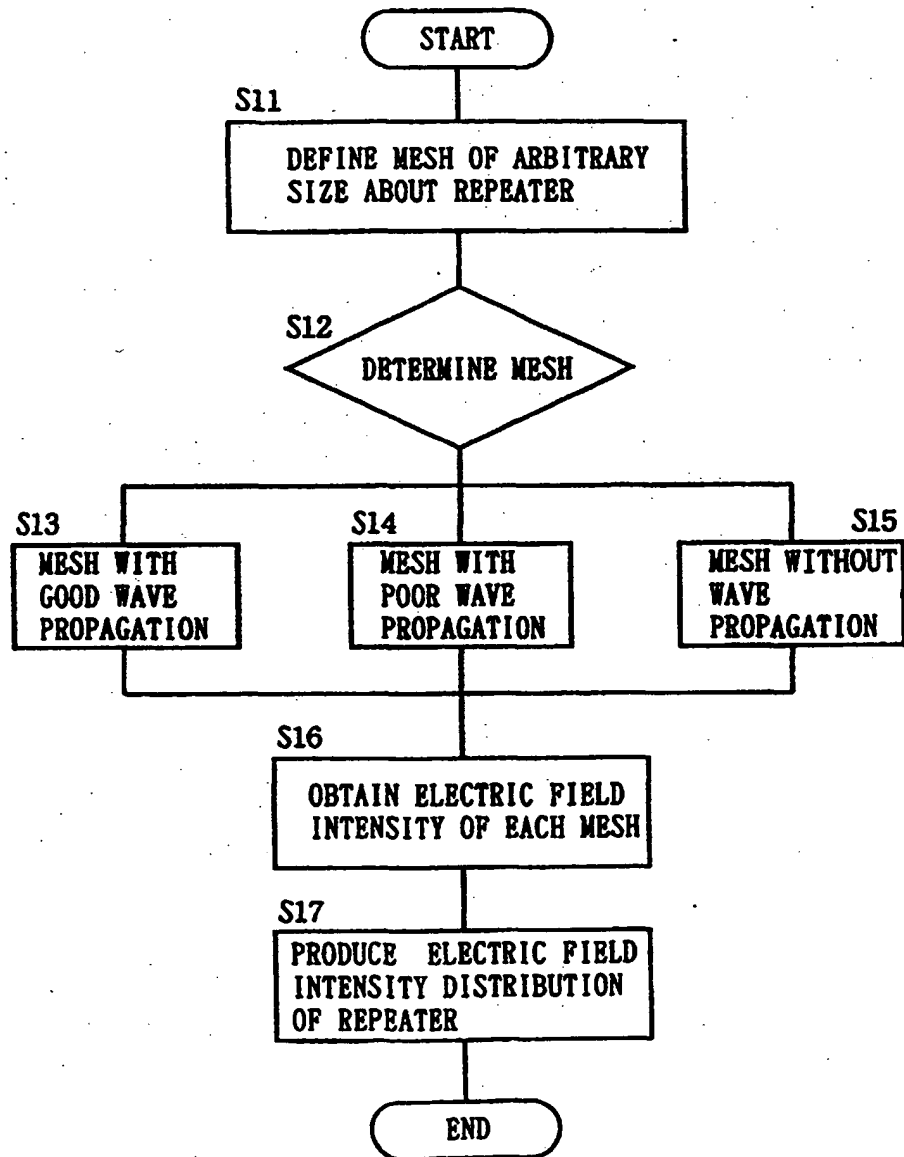 START
S11
DEFINE MESH OF ARBITRARY
SIZE ABOUT REPEATER
S12
DETERMINE MESH
S13
MESH WITH
GOOD WAVE
PROPAGATION
S14
MESH WITH
POOR WAVE
PROPAGATION
S15
MESH WITHOUT
WAVE
PROPAGATION
S16
OBTAIN ELECTRIC FIELD
INTENSITY OF EACH MESH
S17
PRODUCE ELECTRIC FIELD
INTENSITY DISTRIBUTION
OF REPEATER
END